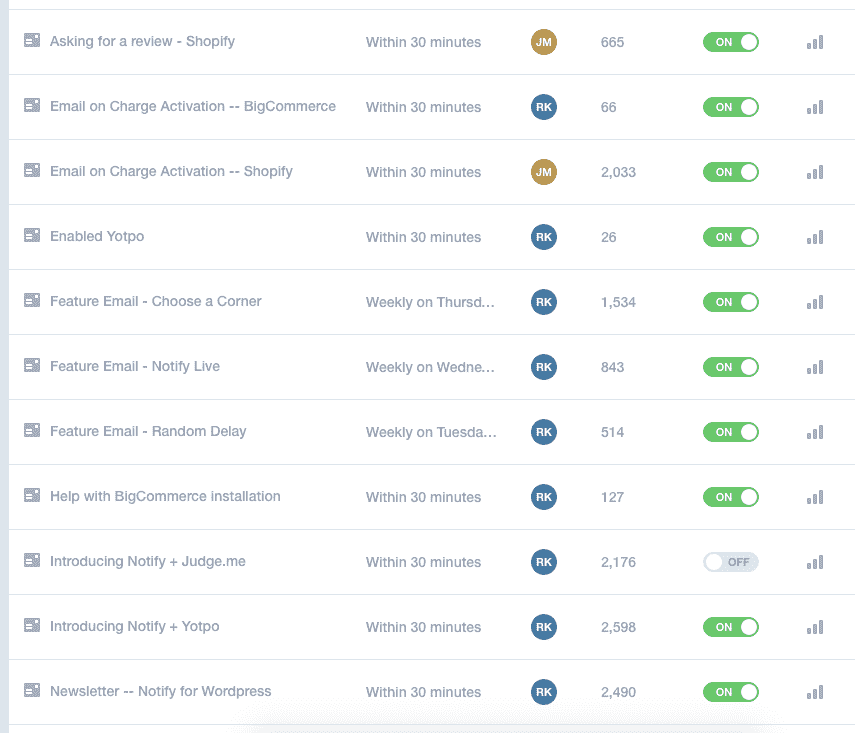 Asking for a review - Shopify Within 30 minutes JM 665 ON
Email on Charge Activation -- BigCommerce Within 30 minutes RK 66 ON
Email on Charge Activation -- Shopify Within 30 minutes JM 2,033 ON
Enabled Yotpo Within 30 minutes RK 26 ON
Feature Email - Choose a Corner Weekly on Thursd... RK 1,534 ON
Feature Email - Notify Live Weekly on Wedne... RK 843 ON
Feature Email - Random Delay Weekly on Tuesda... RK 514 ON
Help with BigCommerce installation Within 30 minutes RK 127 ON
Introducing Notify + Judge.me Within 30 minutes RK 2,176 OFF
Introducing Notify + Yotpo Within 30 minutes RK 2,598 ON
Newsletter -- Notify for Wordpress Within 30 minutes RK 2,490 ON